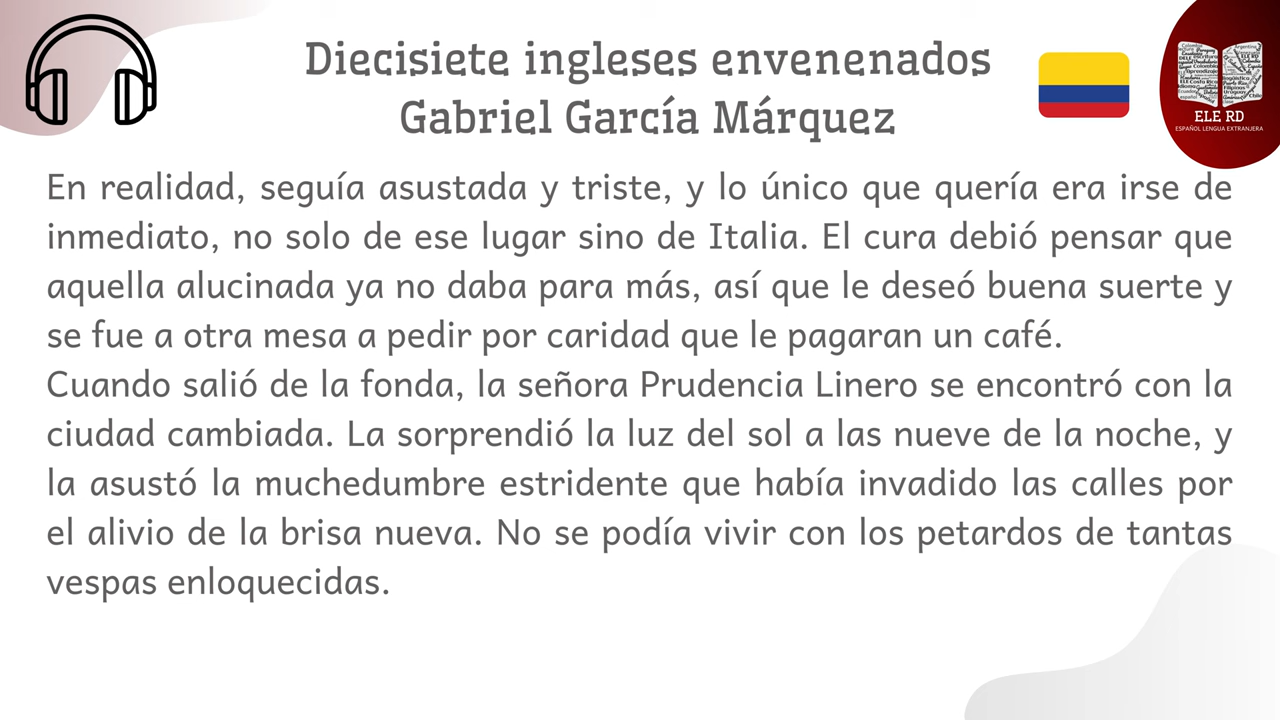 Diecisiete ingleses envenenados
Gabriel García Márquez
ELE RD
ESPAÑOL LENGUA EXTRANJERA
En realidad, seguía asustada y triste, y lo único que quería era irse de
inmediato, no solo de ese lugar sino de Italia. El cura debió pensar que
aquella alucinada ya no daba para más, así que le deseó buena suerte y
se fue a otra mesa a pedir por caridad que le pagaran un café.
Cuando salió de la fonda, la señora Prudencia Linero se encontró con la
ciudad cambiada. La sorprendió la luz del sol a las nueve de la noche, y
la asustó la muchedumbre estridente que había invadido las calles por
el alivio de la brisa nueva. No se podía vivir con los petardos de tantas
vespas enloquecidas.